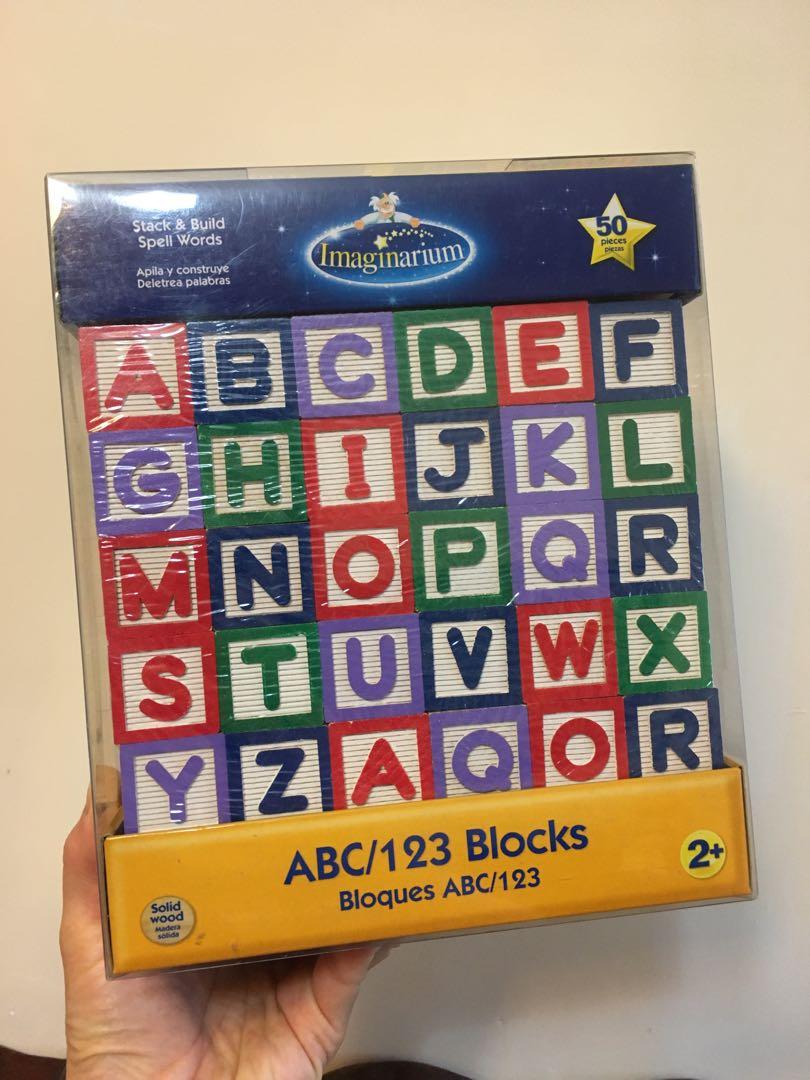 Stack & Build
Spell Words
Apila y construye
Deletrea palabras
Imaginarium
50
pieces
piezas
A B C D E F
G H I J K L
M N O P Q R
S T U V W X
Y Z A Q O R
ABC/123 Blocks
Bloques ABC/123
Solid
wood
Madera
sólida
2+